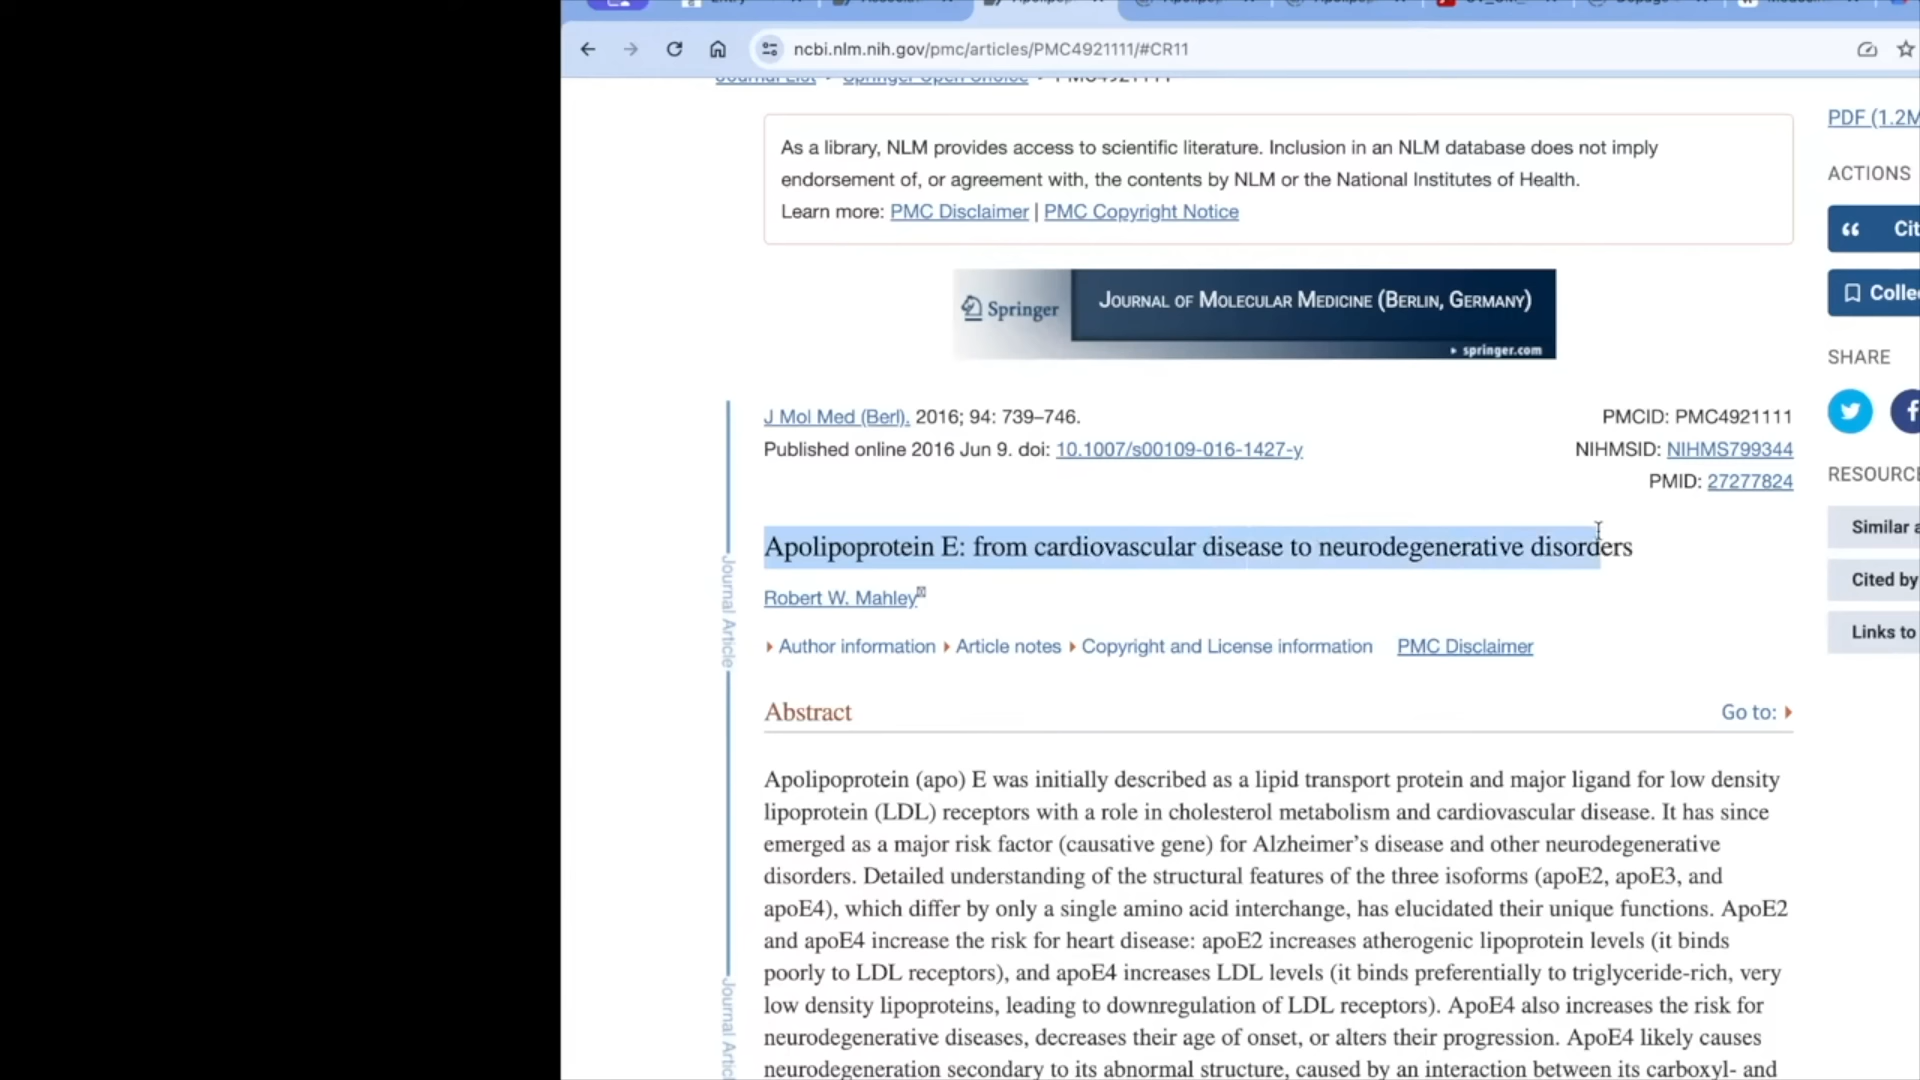 ncbi.nlm.nih.gov/pmc/articles/PMC4921111/#CR11
Journal List Springer Open Choice PMC4921111
As a library, NLM provides access to scientific literature. Inclusion in an NLM database does not imply
endorsement of, or agreement with, the contents by NLM or the National Institutes of Health.
Learn more: PMC Disclaimer | PMC Copyright Notice
Springer
JOURNAL OF MOLECULAR MEDICINE (BERLIN, GERMANY)
springer.com
J Mol Med (Berl). 2016; 94: 739–746.
Published online 2016 Jun 9. doi: 10.1007/s00109-016-1427-y
PMCID: PMC4921111
NIHMSID: NIHMS799344
PMID: 27277824
Apolipoprotein E: from cardiovascular disease to neurodegenerative disorders
Robert W. Mahley
Author information Article notes Copyright and License information PMC Disclaimer
Abstract
Go to:
Apolipoprotein (apo) E was initially described as a lipid transport protein and major ligand for low density
lipoprotein (LDL) receptors with a role in cholesterol metabolism and cardiovascular disease. It has since
emerged as a major risk factor (causative gene) for Alzheimer’s disease and other neurodegenerative
disorders. Detailed understanding of the structural features of the three isoforms (apoE2, apoE3, and
apoE4), which differ by only a single amino acid interchange, has elucidated their unique functions. ApoE2
and apoE4 increase the risk for heart disease: apoE2 increases atherogenic lipoprotein levels (it binds
poorly to LDL receptors), and apoE4 increases LDL levels (it binds preferentially to triglyceride-rich, very
low density lipoproteins, leading to downregulation of LDL receptors). ApoE4 also increases the risk for
neurodegenerative diseases, decreases their age of onset, or alters their progression. ApoE4 likely causes
neurodegeneration secondary to its abnormal structure, caused by an interaction between its carboxyl- and
Journal Article
Journal Artic
PDF (1.2M
ACTIONS
Cit
Colle
SHARE
RESOURCE
Similar a
Cited by
Links to